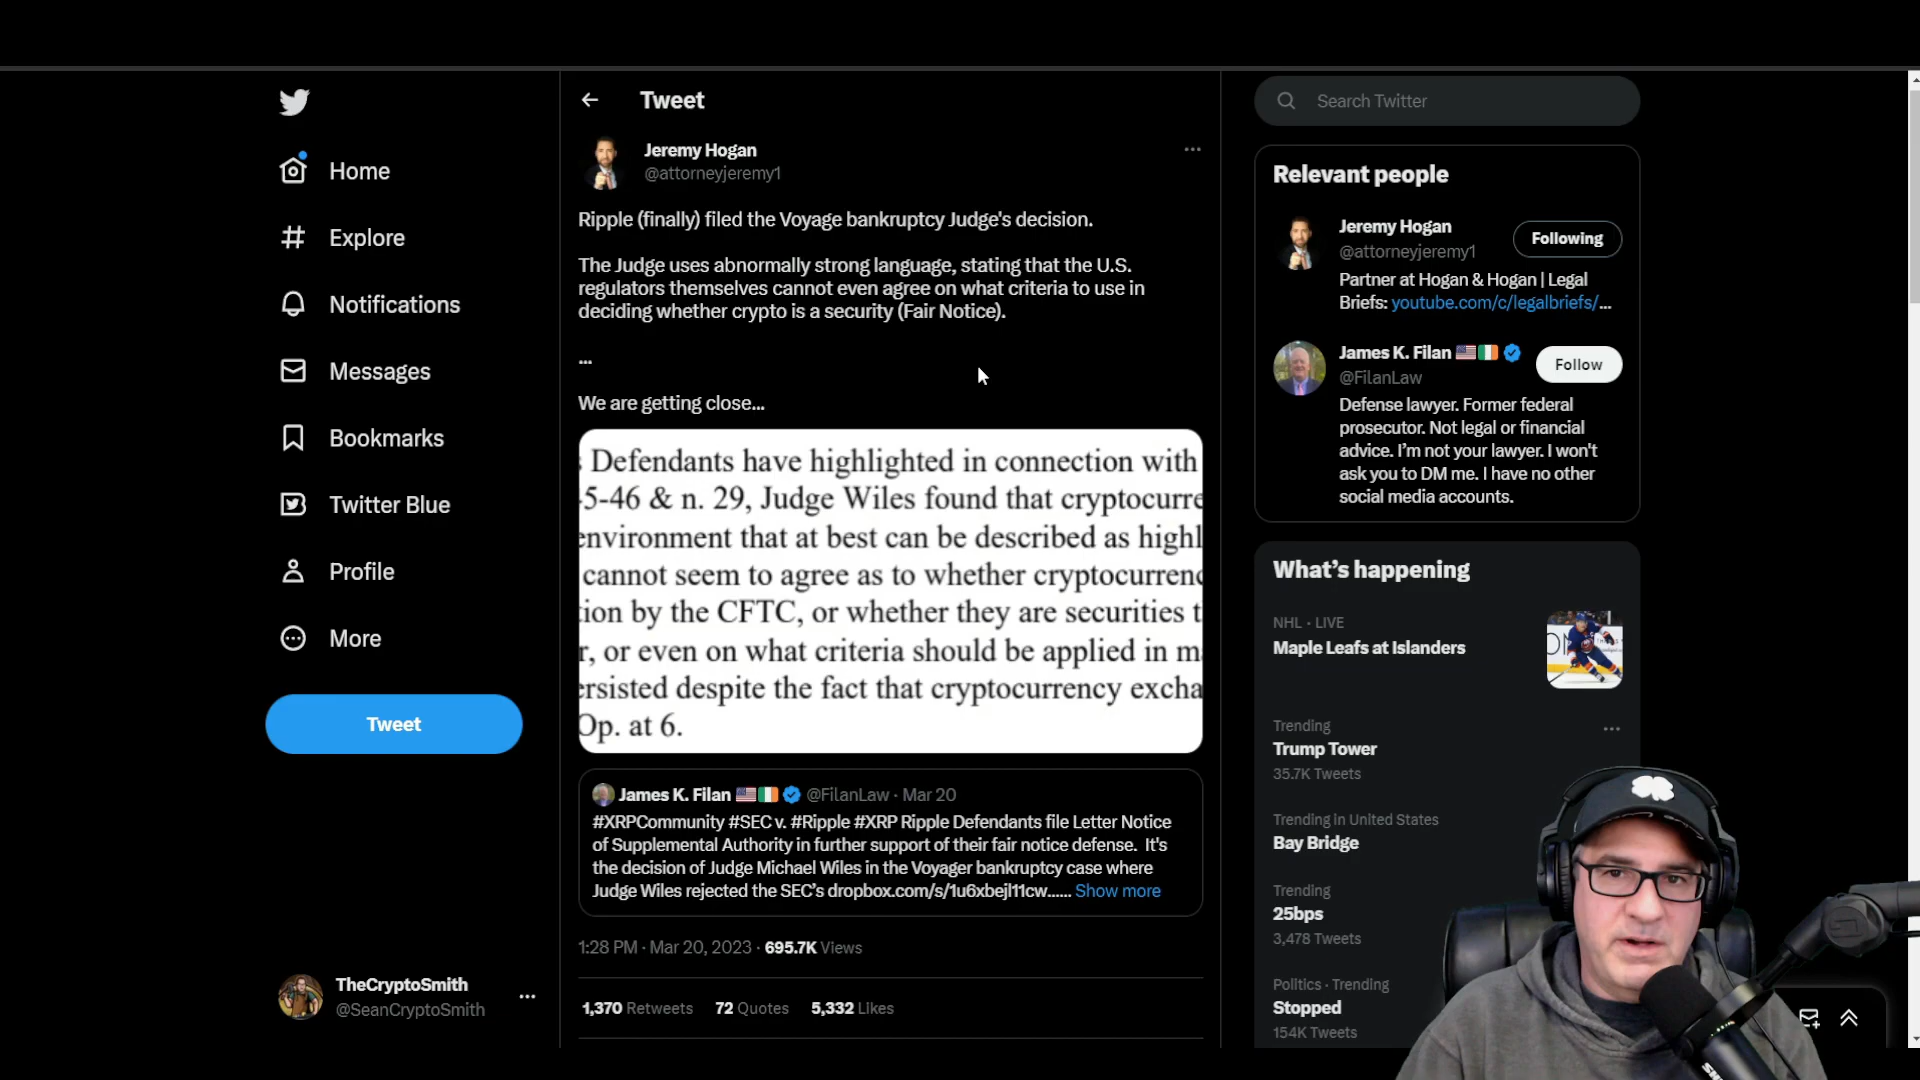 Tweet
Search Twitter
Home
Explore
Notifications
Messages
Bookmarks
Twitter Blue
Profile
More
Tweet
TheCryptoSmith
@SeanCryptoSmith
Jeremy Hogan
@attorneyjeremy1
Ripple (finally) filed the Voyage bankruptcy Judge's decision.
The Judge uses abnormally strong language, stating that the U.S.
regulators themselves cannot even agree on what criteria to use in
deciding whether crypto is a security (Fair Notice).
...
We are getting close...
Defendants have highlighted in connection with
5-46 & n. 29, Judge Wiles found that cryptocurre
environment that at best can be described as highl
cannot seem to agree as to whether cryptocurrenc
tion by the CFTC, or whether they are securities t
r, or even on what criteria should be applied in m
ersisted despite the fact that cryptocurrency excha
Op. at 6.
James K. Filan @FilanLaw · Mar 20
#XRPCommunity #SEC v. #Ripple #XRP Ripple Defendants file Letter Notice
of Supplemental Authority in further support of their fair notice defense. It's
the decision of Judge Michael Wiles in the Voyager bankruptcy case where
Judge Wiles rejected the SEC’s dropbox.com/s/1u6xbejl11cw...... Show more
1:28 PM · Mar 20, 2023 · 695.7K Views
1,370 Retweets 72 Quotes 5,332 Likes
Relevant people
Jeremy Hogan
@attorneyjeremy1
Following
Partner at Hogan & Hogan | Legal
Briefs: youtube.com/c/legalbriefs/...
James K. Filan
@FilanLaw
Follow
Defense lawyer. Former federal
prosecutor. Not legal or financial
advice. I’m not your lawyer. I won't
ask you to DM me. I have no other
social media accounts.
What’s happening
NHL · LIVE
Maple Leafs at Islanders
Trending
Trump Tower
35.7K Tweets
Trending in United States
Bay Bridge
Trending
25bps
3,478 Tweets
Politics · Trending
Stopped
154K Tweets